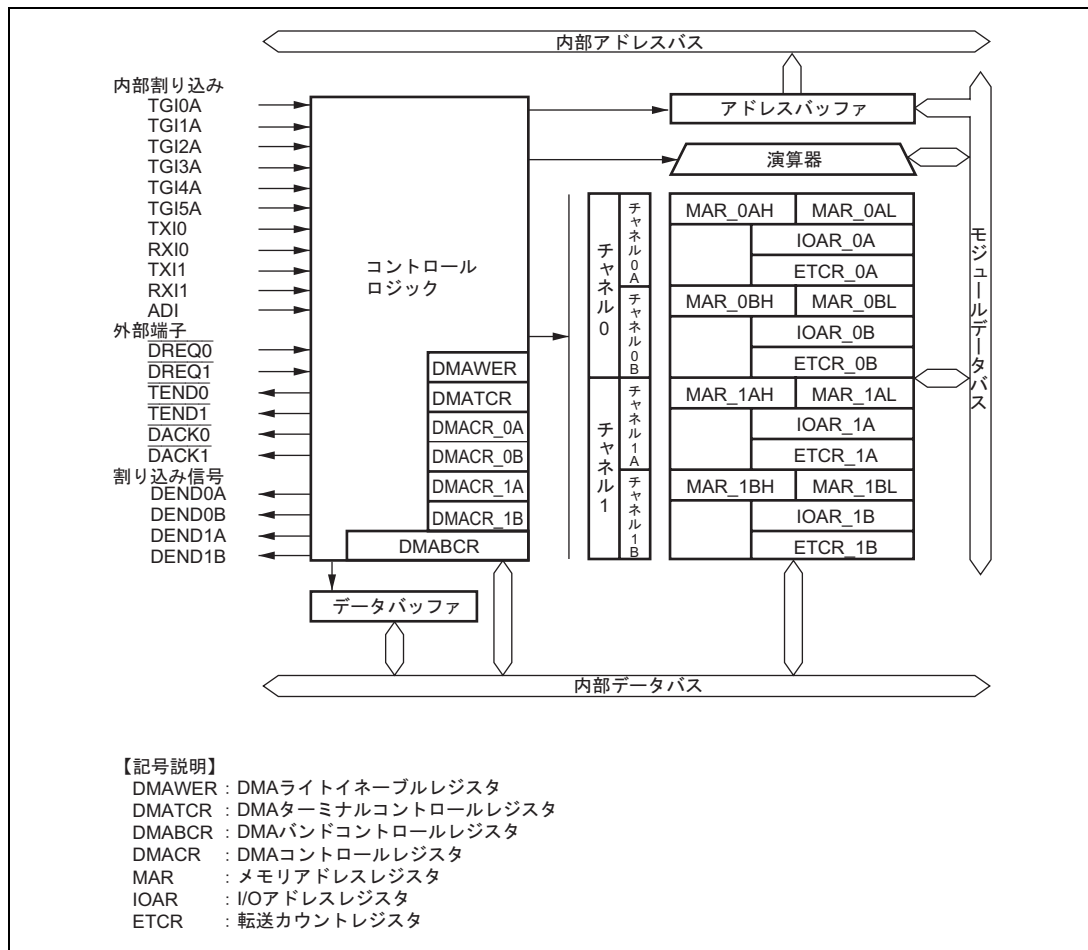 内部アドレスバス
内部割り込み
TGI0A
TGI1A
TGI2A
TGI3A
TGI4A
TGI5A
TXI0
RXI0
TXI1
RXI1
ADI
外部端子
DREQ0
DREQ1
TEND0
TEND1
DACK0
DACK1
割り込み信号
DEND0A
DEND0B
DEND1A
DEND1B
コントロール
ロジック
DMAWER
DMATCR
DMACR_0A
DMACR_0B
DMACR_1A
DMACR_1B
DMABCR
データバッファ
アドレスバッファ
演算器
チャネル0
チャネル0A
チャネル0B
チャネル1
チャネル1A
チャネル1B
MAR_0AH MAR_0AL
IOAR_0A
ETCR_0A
MAR_0BH MAR_0BL
IOAR_0B
ETCR_0B
MAR_1AH MAR_1AL
IOAR_1A
ETCR_1A
MAR_1BH MAR_1BL
IOAR_1B
ETCR_1B
モジュールデータバス
内部データバス
【記号説明】
DMAWER : DMAライトイネーブルレジスタ
DMATCR : DMAターミナルコントロールレジスタ
DMABCR : DMAバンドコントロールレジスタ
DMACR : DMAコントロールレジスタ
MAR : メモリアドレスレジスタ
IOAR : I/Oアドレスレジスタ
ETCR : 転送カウントレジスタ